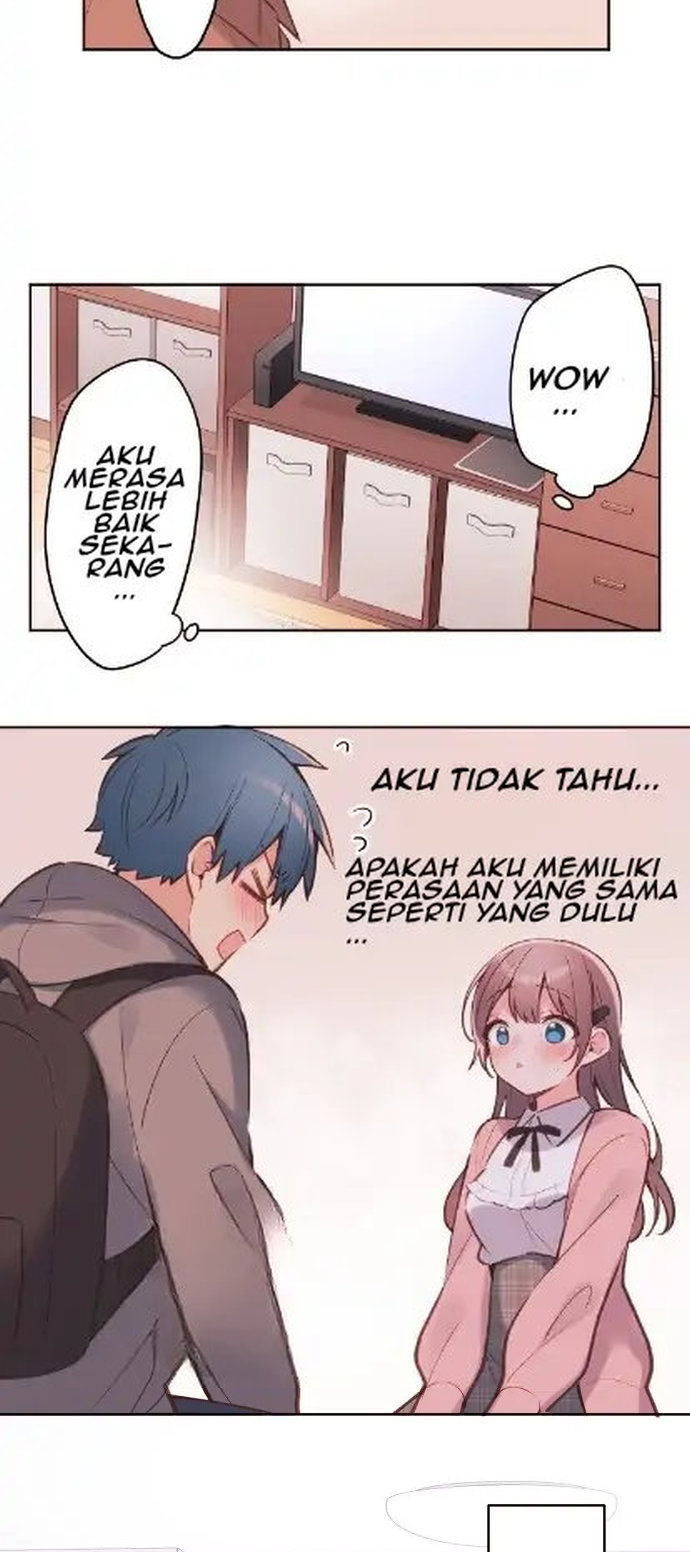 WOW
...
AKU
MERASA
LEBIH
BAIK
SEKA-
RANG
...
AKU TIDAK TAHU...
APAKAH AKU MEMILIKI
PERASAAN YANG SAMA
SEPERTI YANG DULU
...